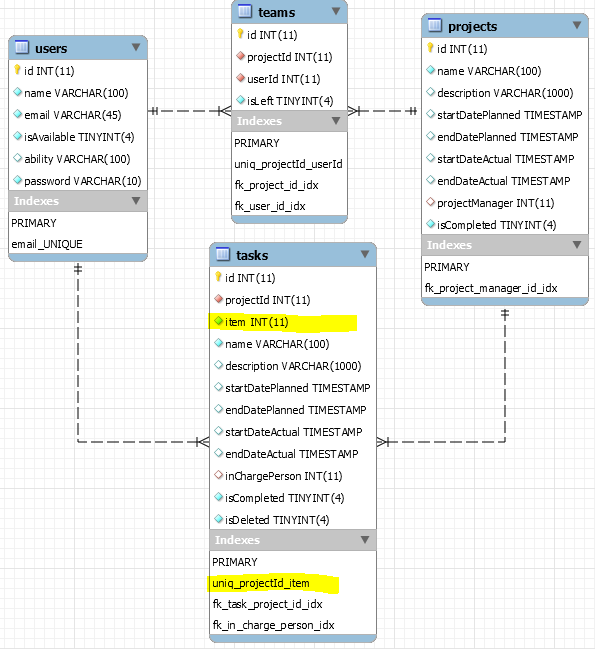 users
id INT(11)
name VARCHAR(100)
email VARCHAR(45)
isAvailable TINYINT(4)
ability VARCHAR(100)
password VARCHAR(10)
Indexes
PRIMARY
email_UNIQUE
teams
id INT(11)
projectId INT(11)
userId INT(11)
isLeft TINYINT(4)
Indexes
PRIMARY
uniq_projectId_userId
fk_project_id_idx
fk_user_id_idx
projects
id INT(11)
name VARCHAR(100)
description VARCHAR(1000)
startDatePlanned TIMESTAMP
endDatePlanned TIMESTAMP
startDateActual TIMESTAMP
endDateActual TIMESTAMP
projectManager INT(11)
isCompleted TINYINT(4)
Indexes
PRIMARY
fk_project_manager_id_idx
tasks
id INT(11)
projectId INT(11)
item INT(11)
name VARCHAR(100)
description VARCHAR(1000)
startDatePlanned TIMESTAMP
endDatePlanned TIMESTAMP
startDateActual TIMESTAMP
endDateActual TIMESTAMP
inChargePerson INT(11)
isCompleted TINYINT(4)
isDeleted TINYINT(4)
Indexes
PRIMARY
uniq_projectId_item
fk_task_project_id_idx
fk_in_charge_person_idx